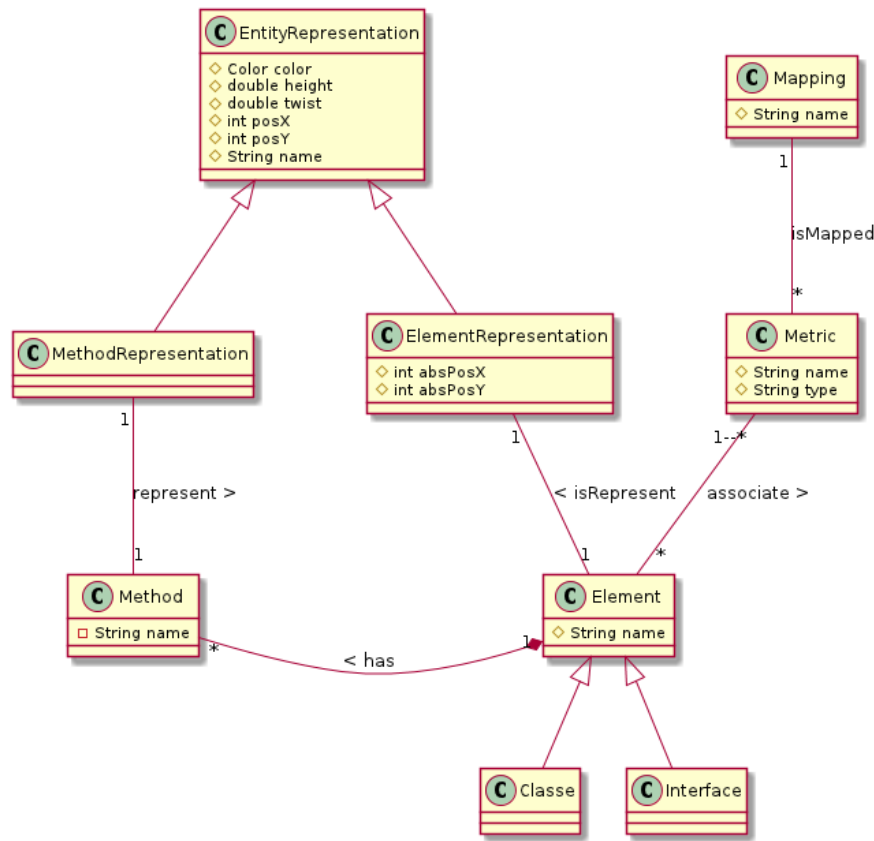 C EntityRepresentation
Color color
double height
double twist
int posX
int posY
String name
C Mapping
String name
1
isMapped
*
C MethodRepresentation
C ElementRepresentation
int absPosX
int absPosY
C Metric
String name
String type
1
1
1--*
represent >
< isRepresent
associate >
1
1
*
C Method
String name
C Element
String name
*
< has
1
C Classe
C Interface